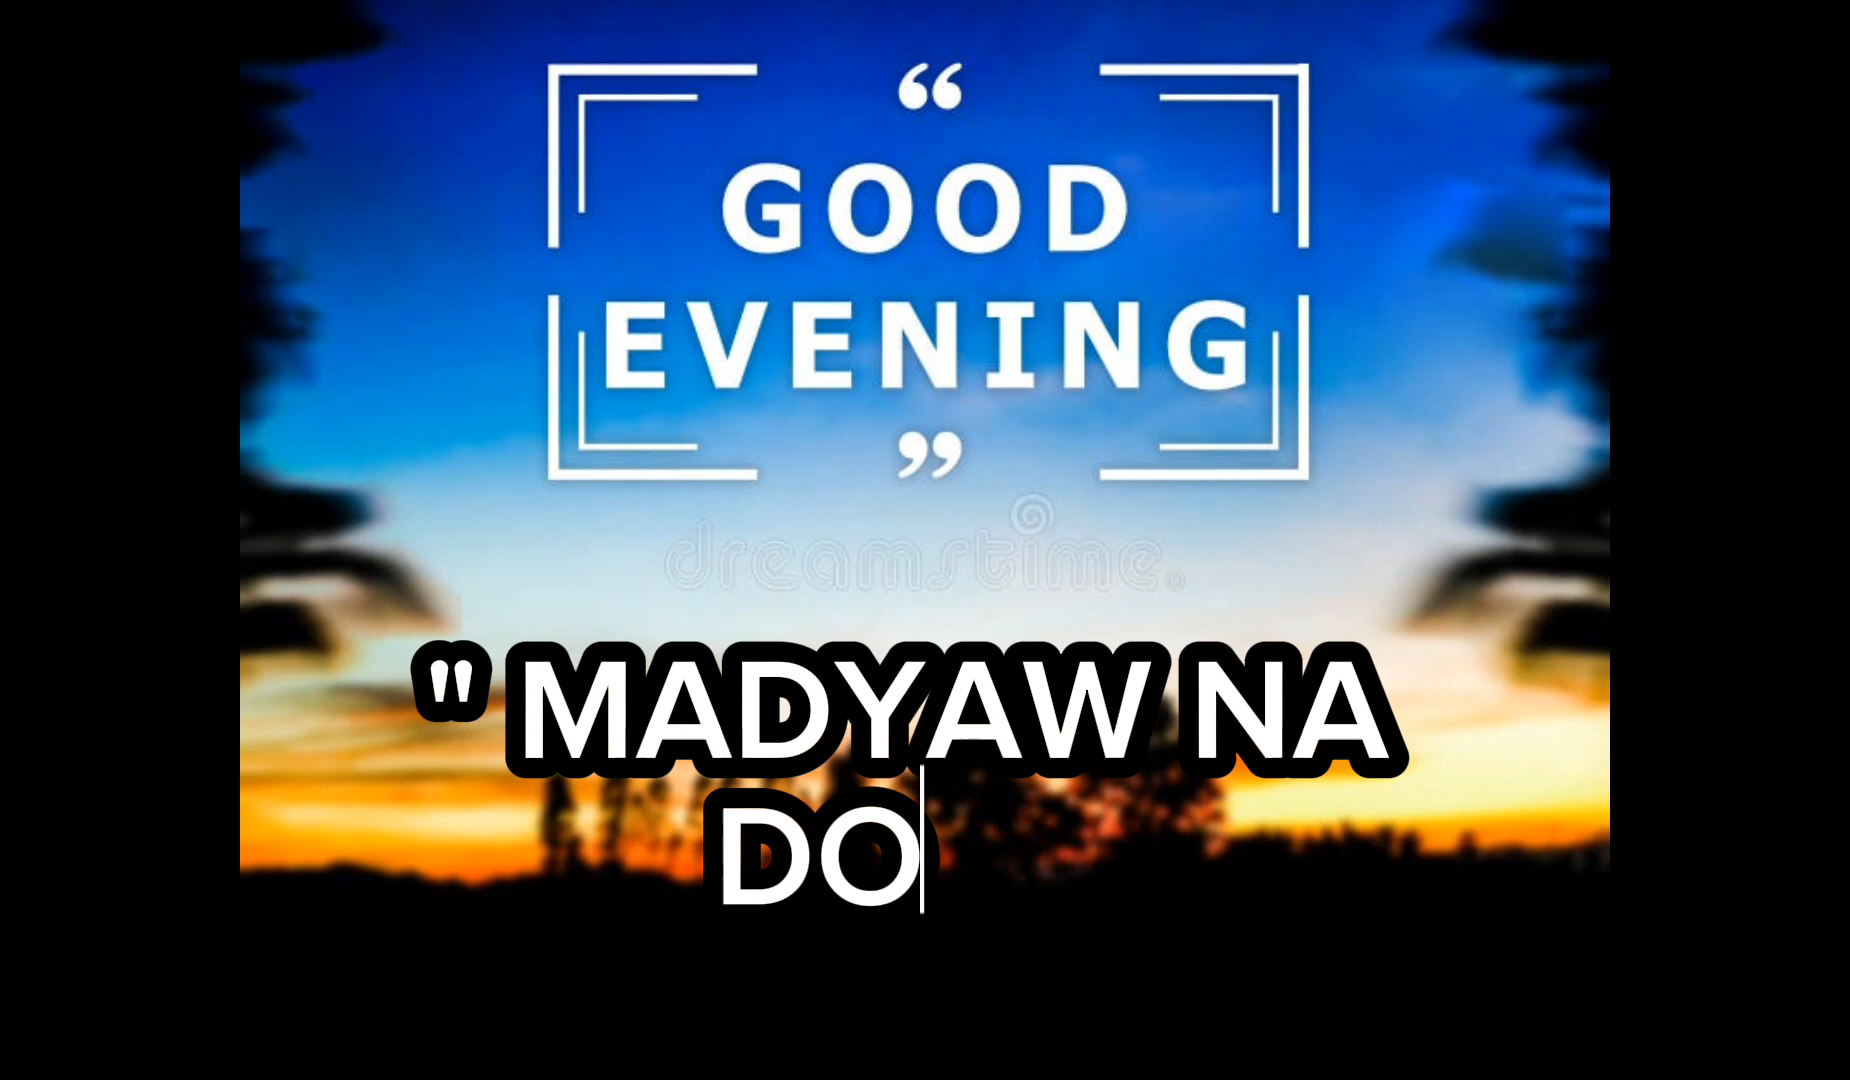 “
GOOD
EVENING
”
dreamstime.
" MADYAW NA
DO